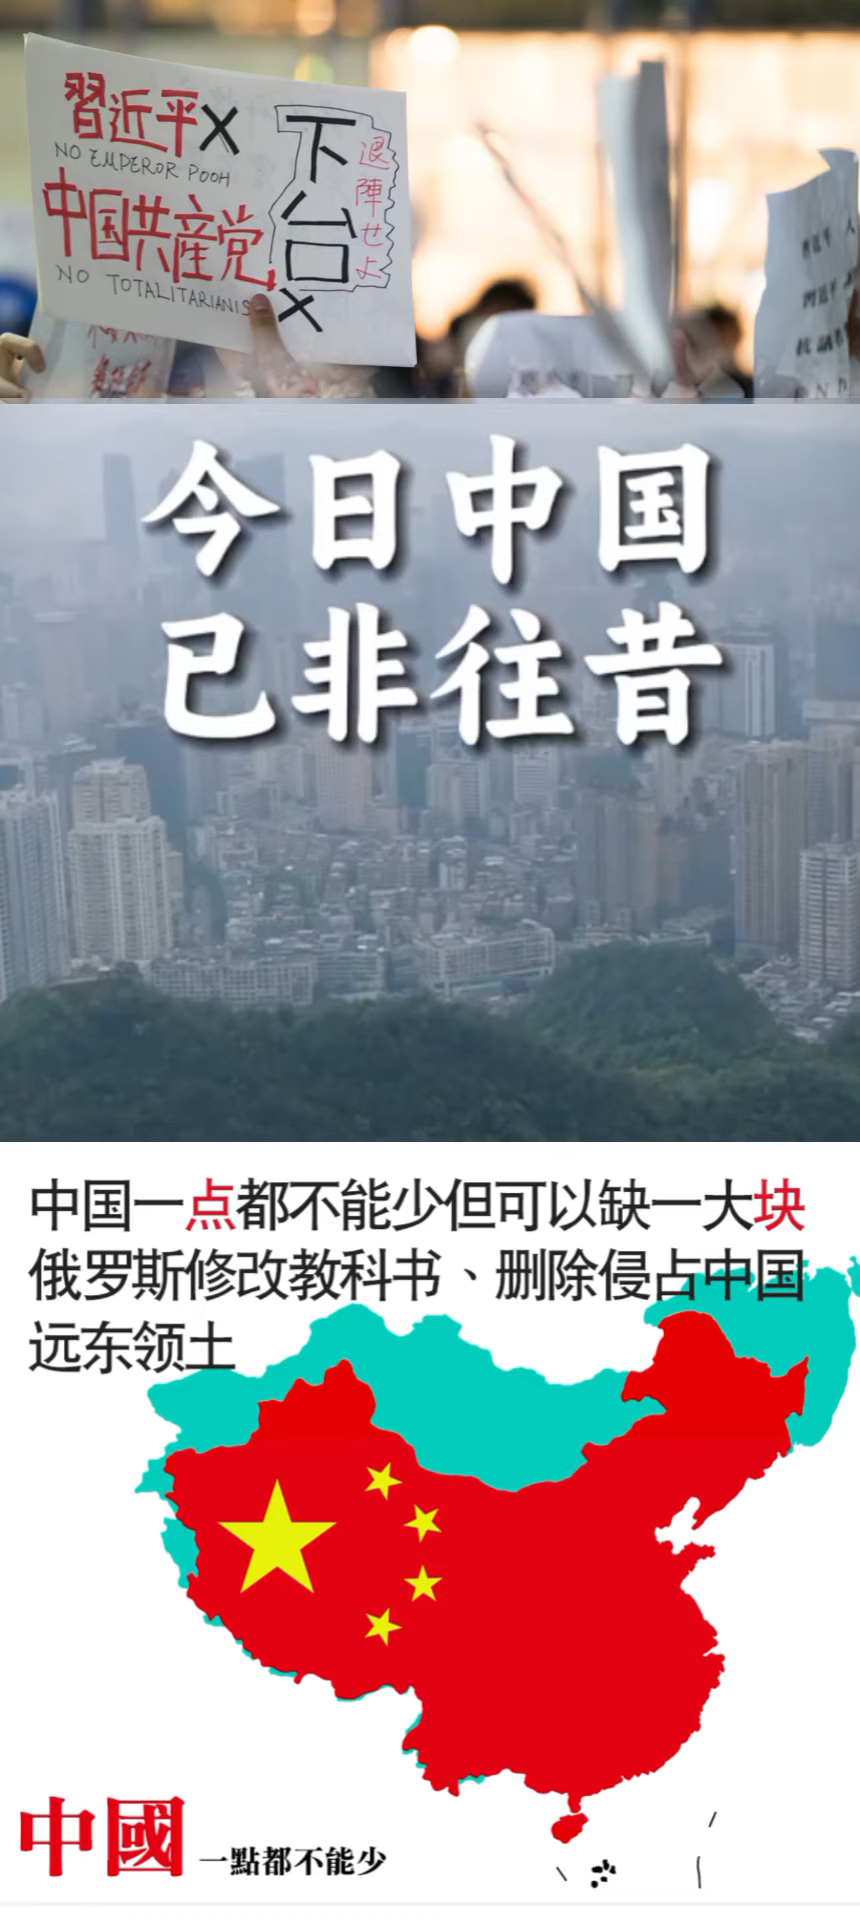 習近平×
NO EMPEROR POOH
中国共産党
NO TOTALITARIANIS
下台
×
退陣せよ
今日中国
已非往昔
中国一点都不能少但可以缺一大块
俄罗斯修改教科书、删除侵占中国
远东领土
中國 一點都不能少